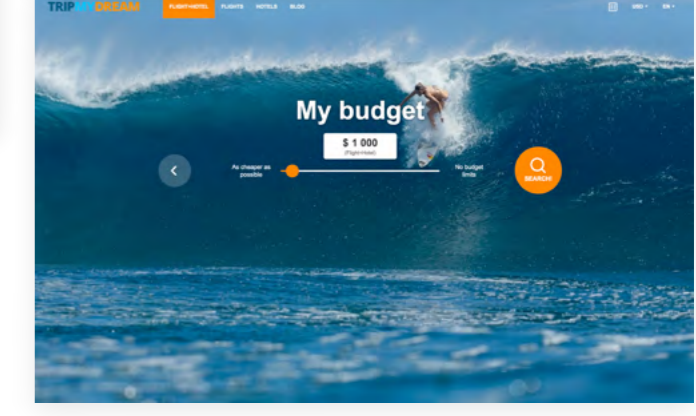 TRIP MY DREAM
FLIGHT+HOTEL FLIGHTS HOTELS BLOG
USD EN
My budget
$ 1 000
(Flight+Hotel)
As cheaper as
possible
No budget
limits
SEARCH!